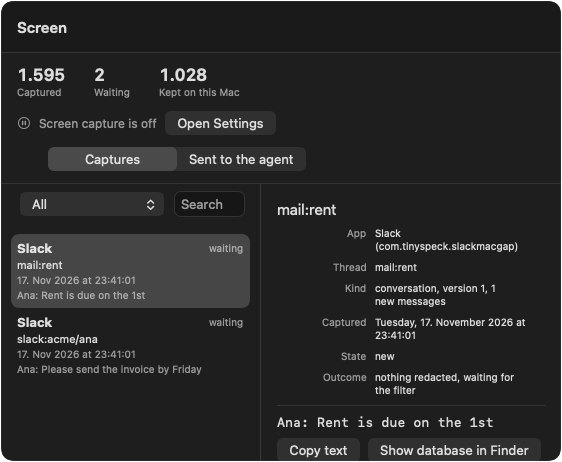 Screen
1.595 2 1.028
Captured Waiting Kept on this Mac
Screen capture is off Open Settings
Captures Sent to the agent
All Search
Slack waiting
mail:rent
17. Nov 2026 at 23:41:01
Ana: Rent is due on the 1st
Slack waiting
slack:acme/ana
17. Nov 2026 at 23:41:01
Ana: Please send the invoice by Friday
mail:rent
App Slack
(com.tinyspeck.slackmacgap)
Thread mail:rent
Kind conversation, version 1, 1
new messages
Captured Tuesday, 17. November 2026 at
23:41:01
State new
Outcome nothing redacted, waiting for
the filter
Ana: Rent is due on the 1st
Copy text Show database in Finder